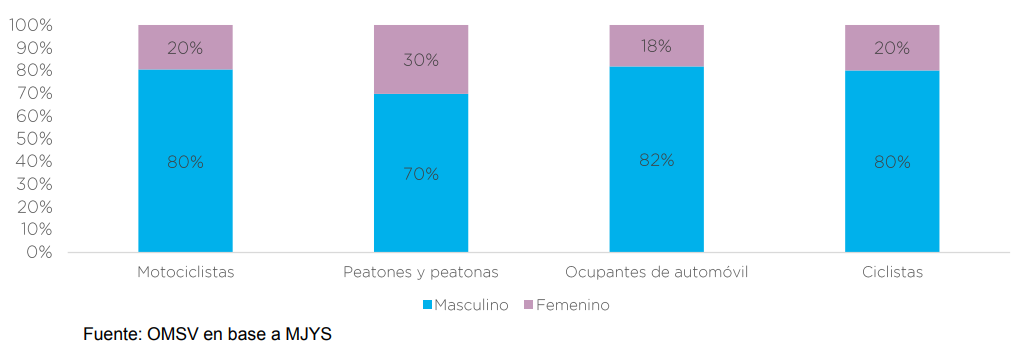 100%
90%
80%
70%
60%
50%
40%
30%
20%
10%
0%
20%
30%
18%
20%
80%
70%
82%
80%
Motociclistas
Peatones y peatonas
Ocupantes de automóvil
Ciclistas
Masculino
Femenino
Fuente: OMSV en base a MJYS